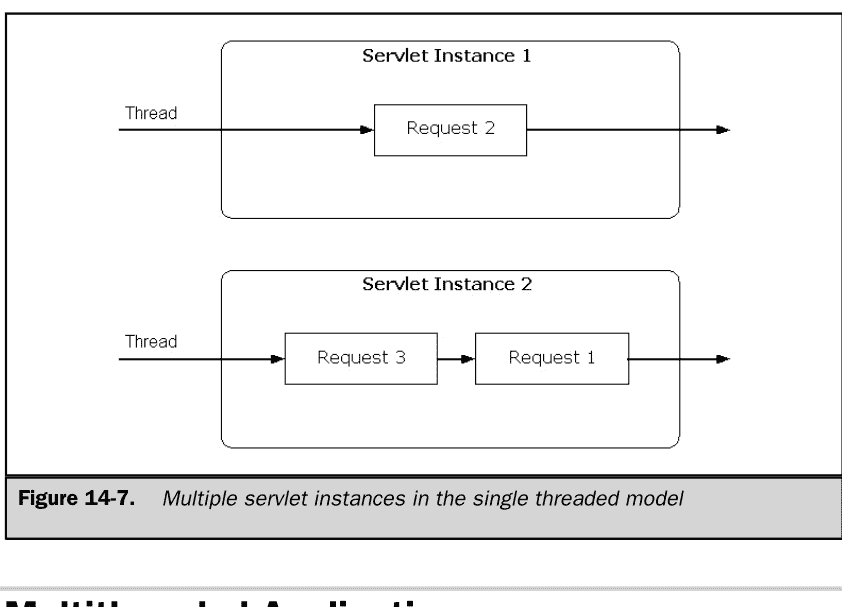 Servlet Instance 1
Thread
Request 2
Servlet Instance 2
Thread
Request 3
Request 1
Figure 14-7. Multiple servlet instances in the single threaded model